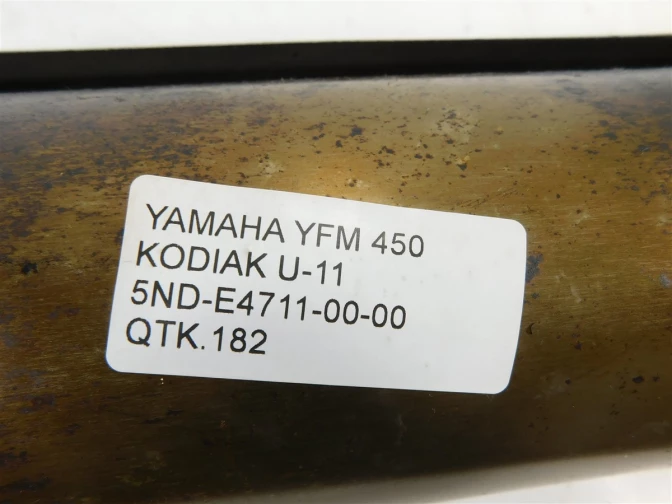 YAMAHA YFM 450
KODIAK U-11
5ND-E4711-00-00
QTK.182